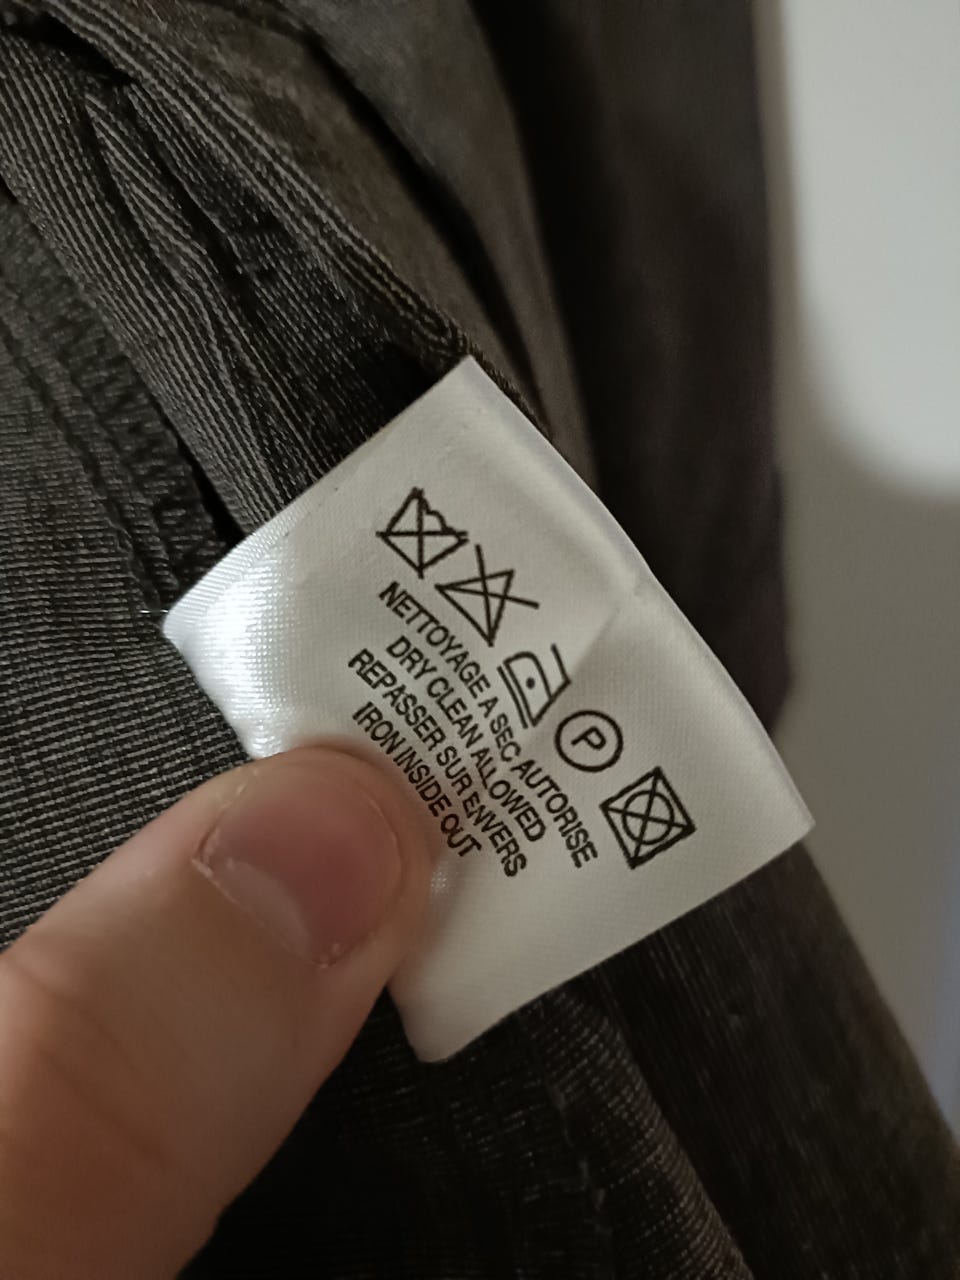 P
NETTOYAGE A SEC AUTORISE
DRY CLEAN ALLOWED
REPASSER SUR ENVERS
IRON INSIDE OUT